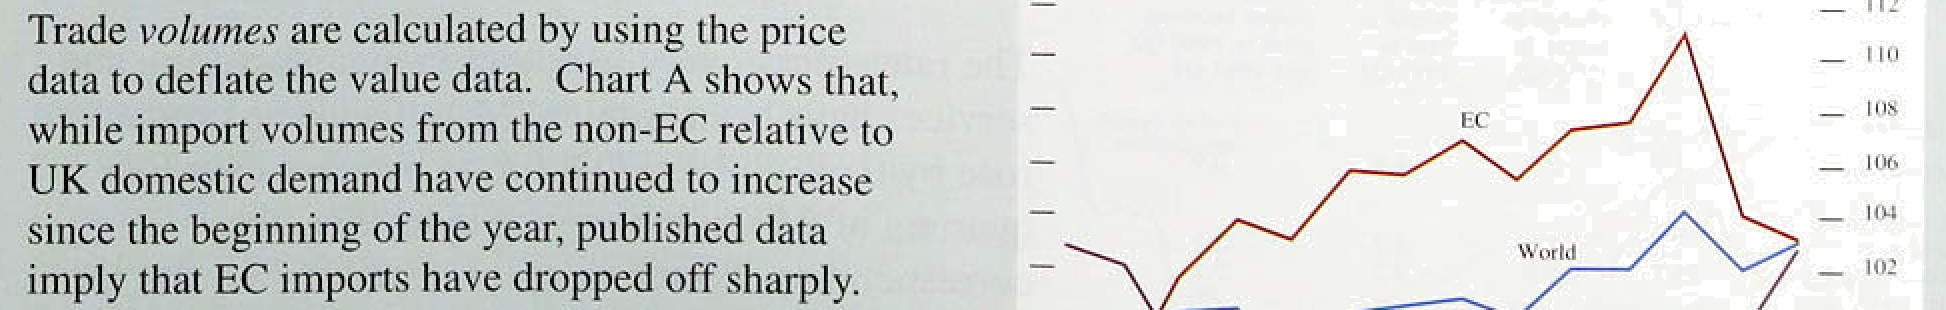 Trade volumes are calculated by using the price
data to deflate the value data. Chart A shows that,
while import volumes from the non-EC relative to
UK domestic demand have continued to increase
since the beginning of the year, published data
imply that EC imports have dropped off sharply.
112
110
108
EC
106
104
World
102